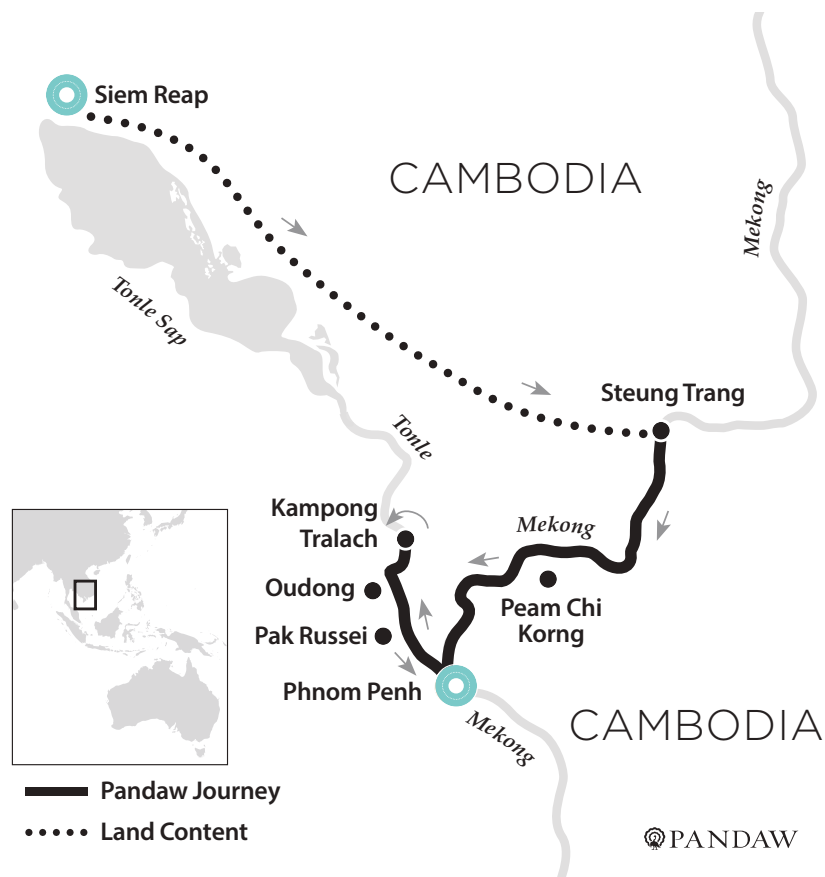 Siem Reap
CAMBODIA
Mekong
Tonle Sap
Steung Trang
Tonle
Kampong
Tralach
Mekong
Oudong
Peam Chi
Korng
Pak Russei
Phnom Penh
Mekong
CAMBODIA
Pandaw Journey
Land Content
PANDAW